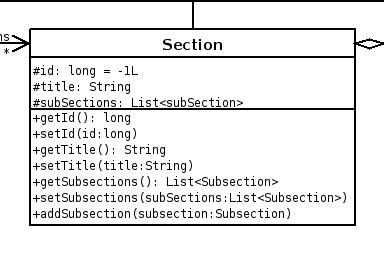 Section
ns
*
#id: long = -1L
#title: String
#subSections: List<subSection>
+getId(): long
+setId(id:long)
+getTitle(): String
+setTitle(title:String)
+getSubsections(): List<Subsection>
+setSubsections(subSections:List<Subsection>)
+addSubsection(subsection:Subsection)